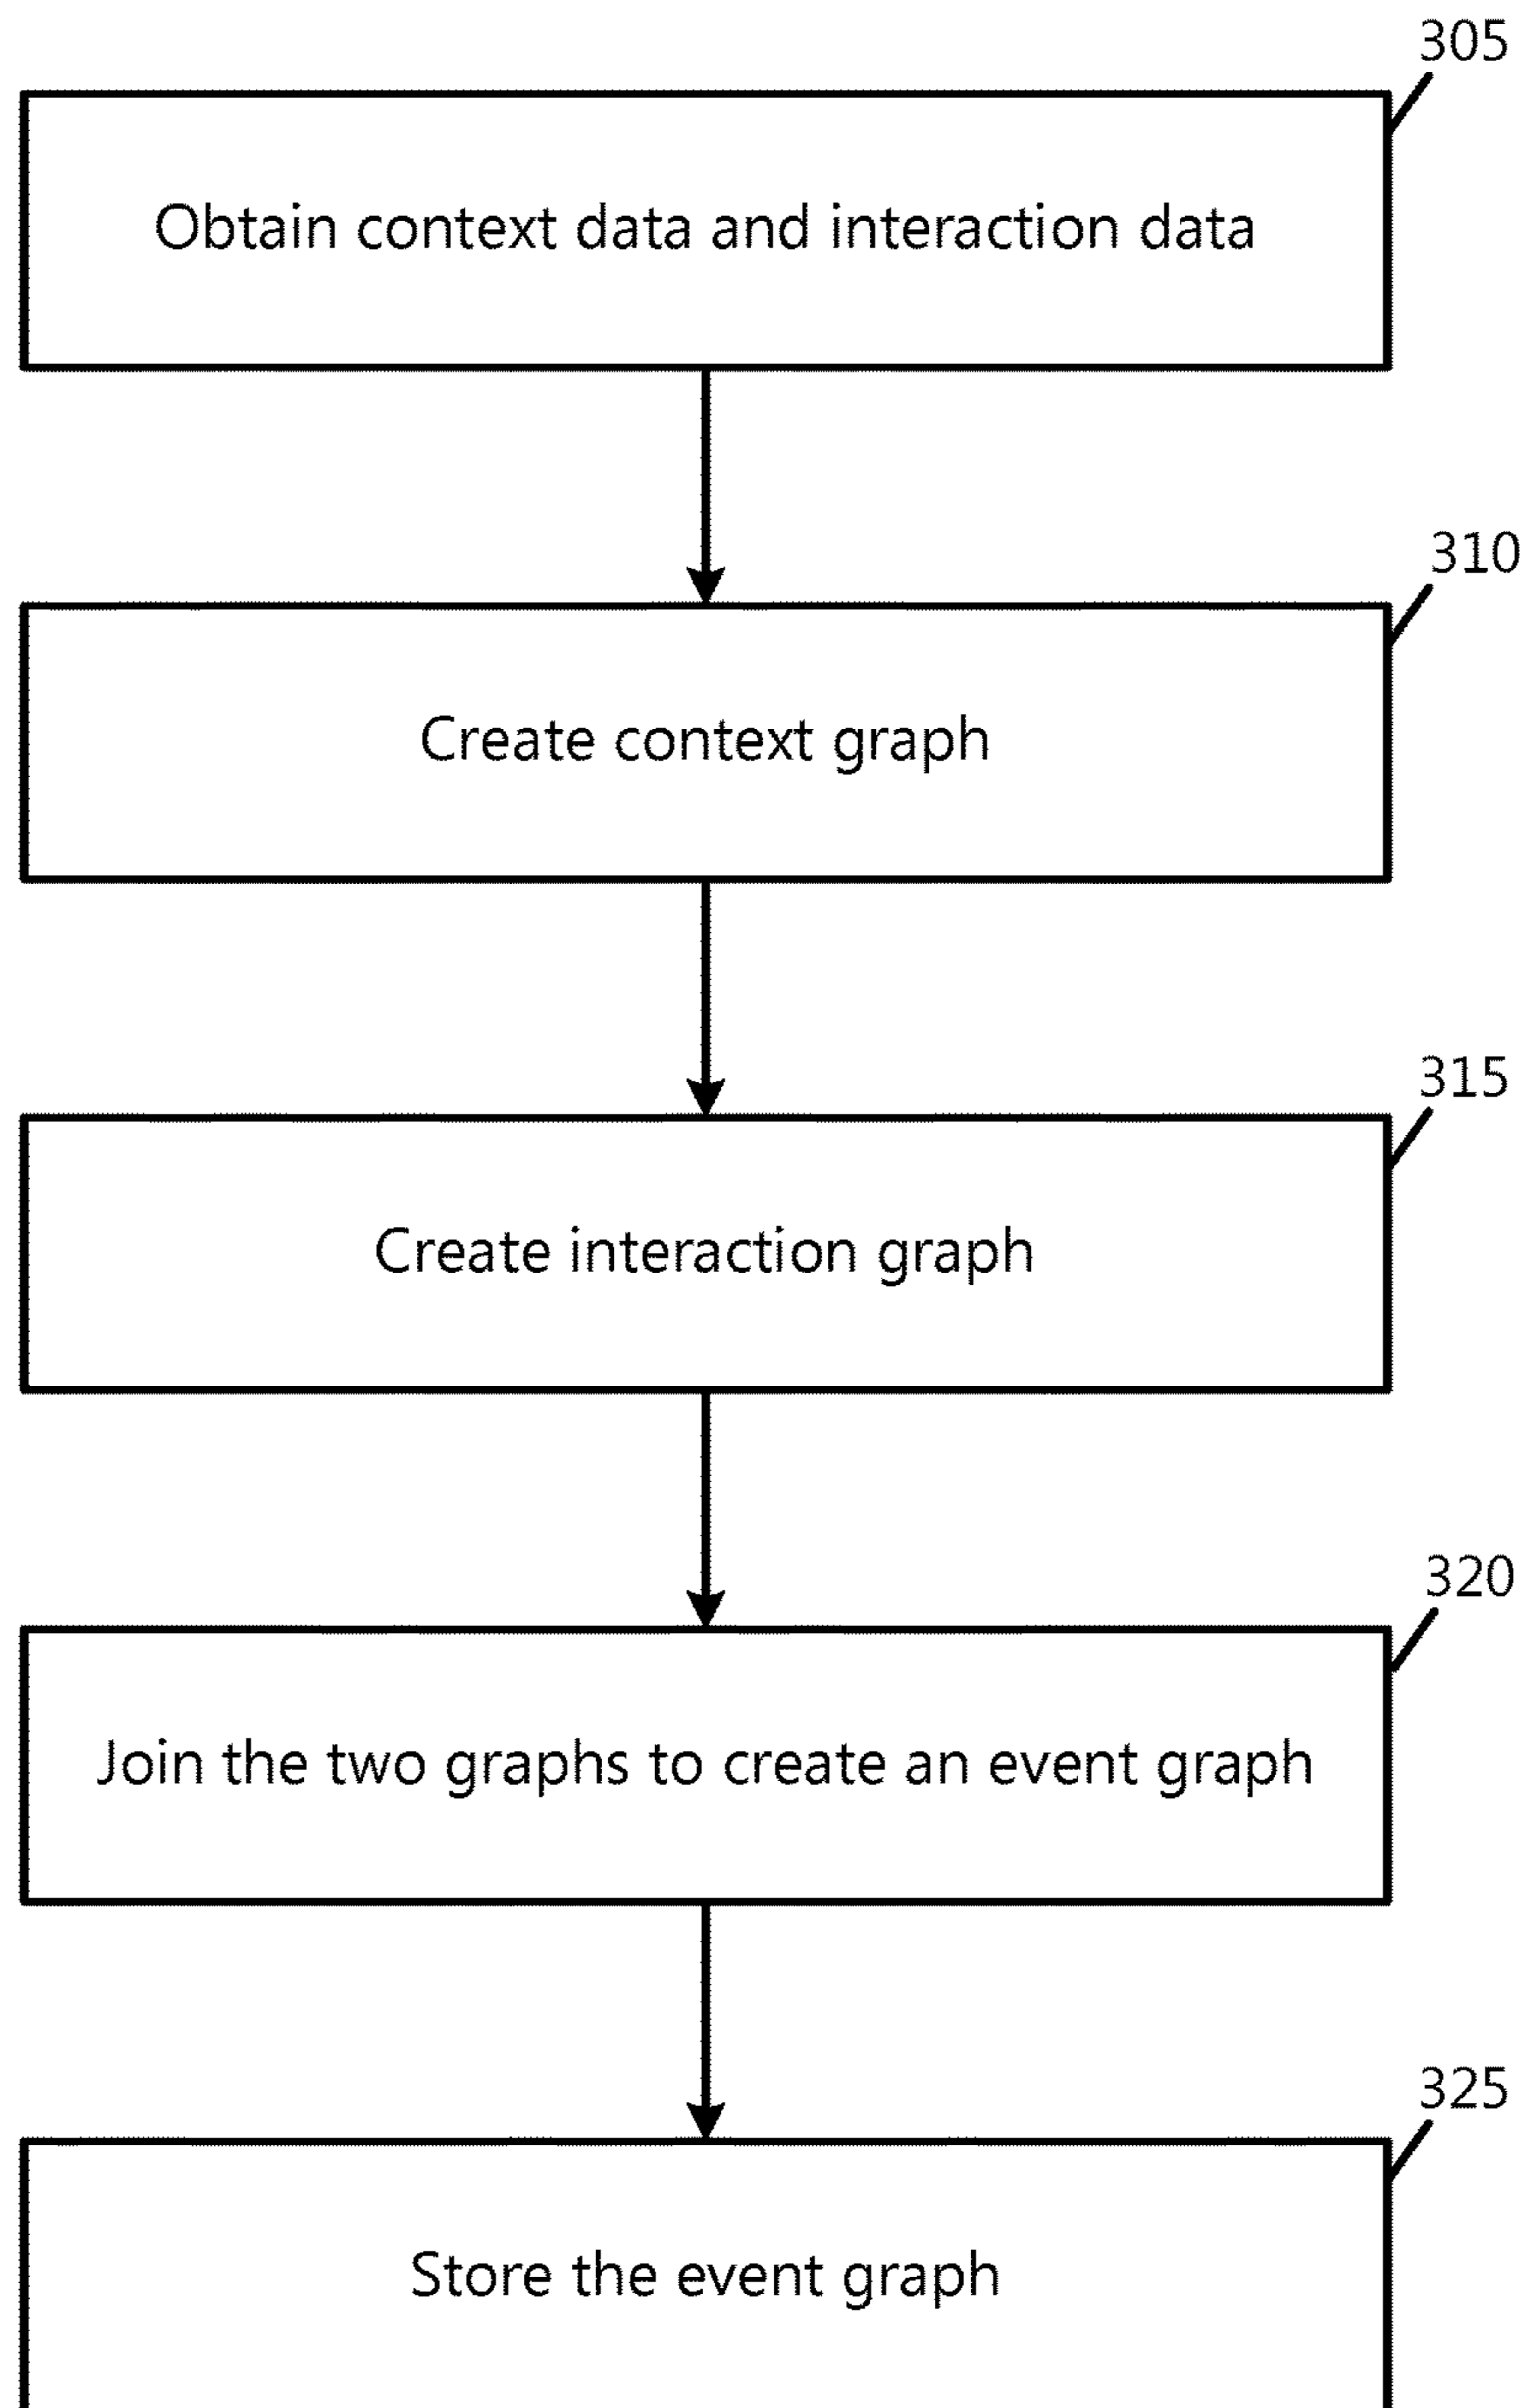 305
Obtain context data and interaction data
310
Create context graph
315
Create interaction graph
320
Join the two graphs to create an event graph
325
Store the event graph